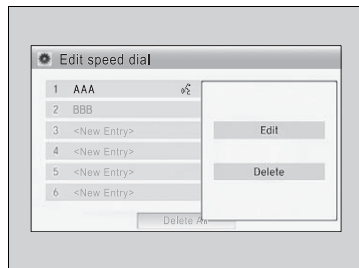 Edit speed dial
1 AAA
2 BBB
3 <New Entry>
4 <New Entry>
5 <New Entry>
6 <New Entry>
Edit
Delete
Delete All